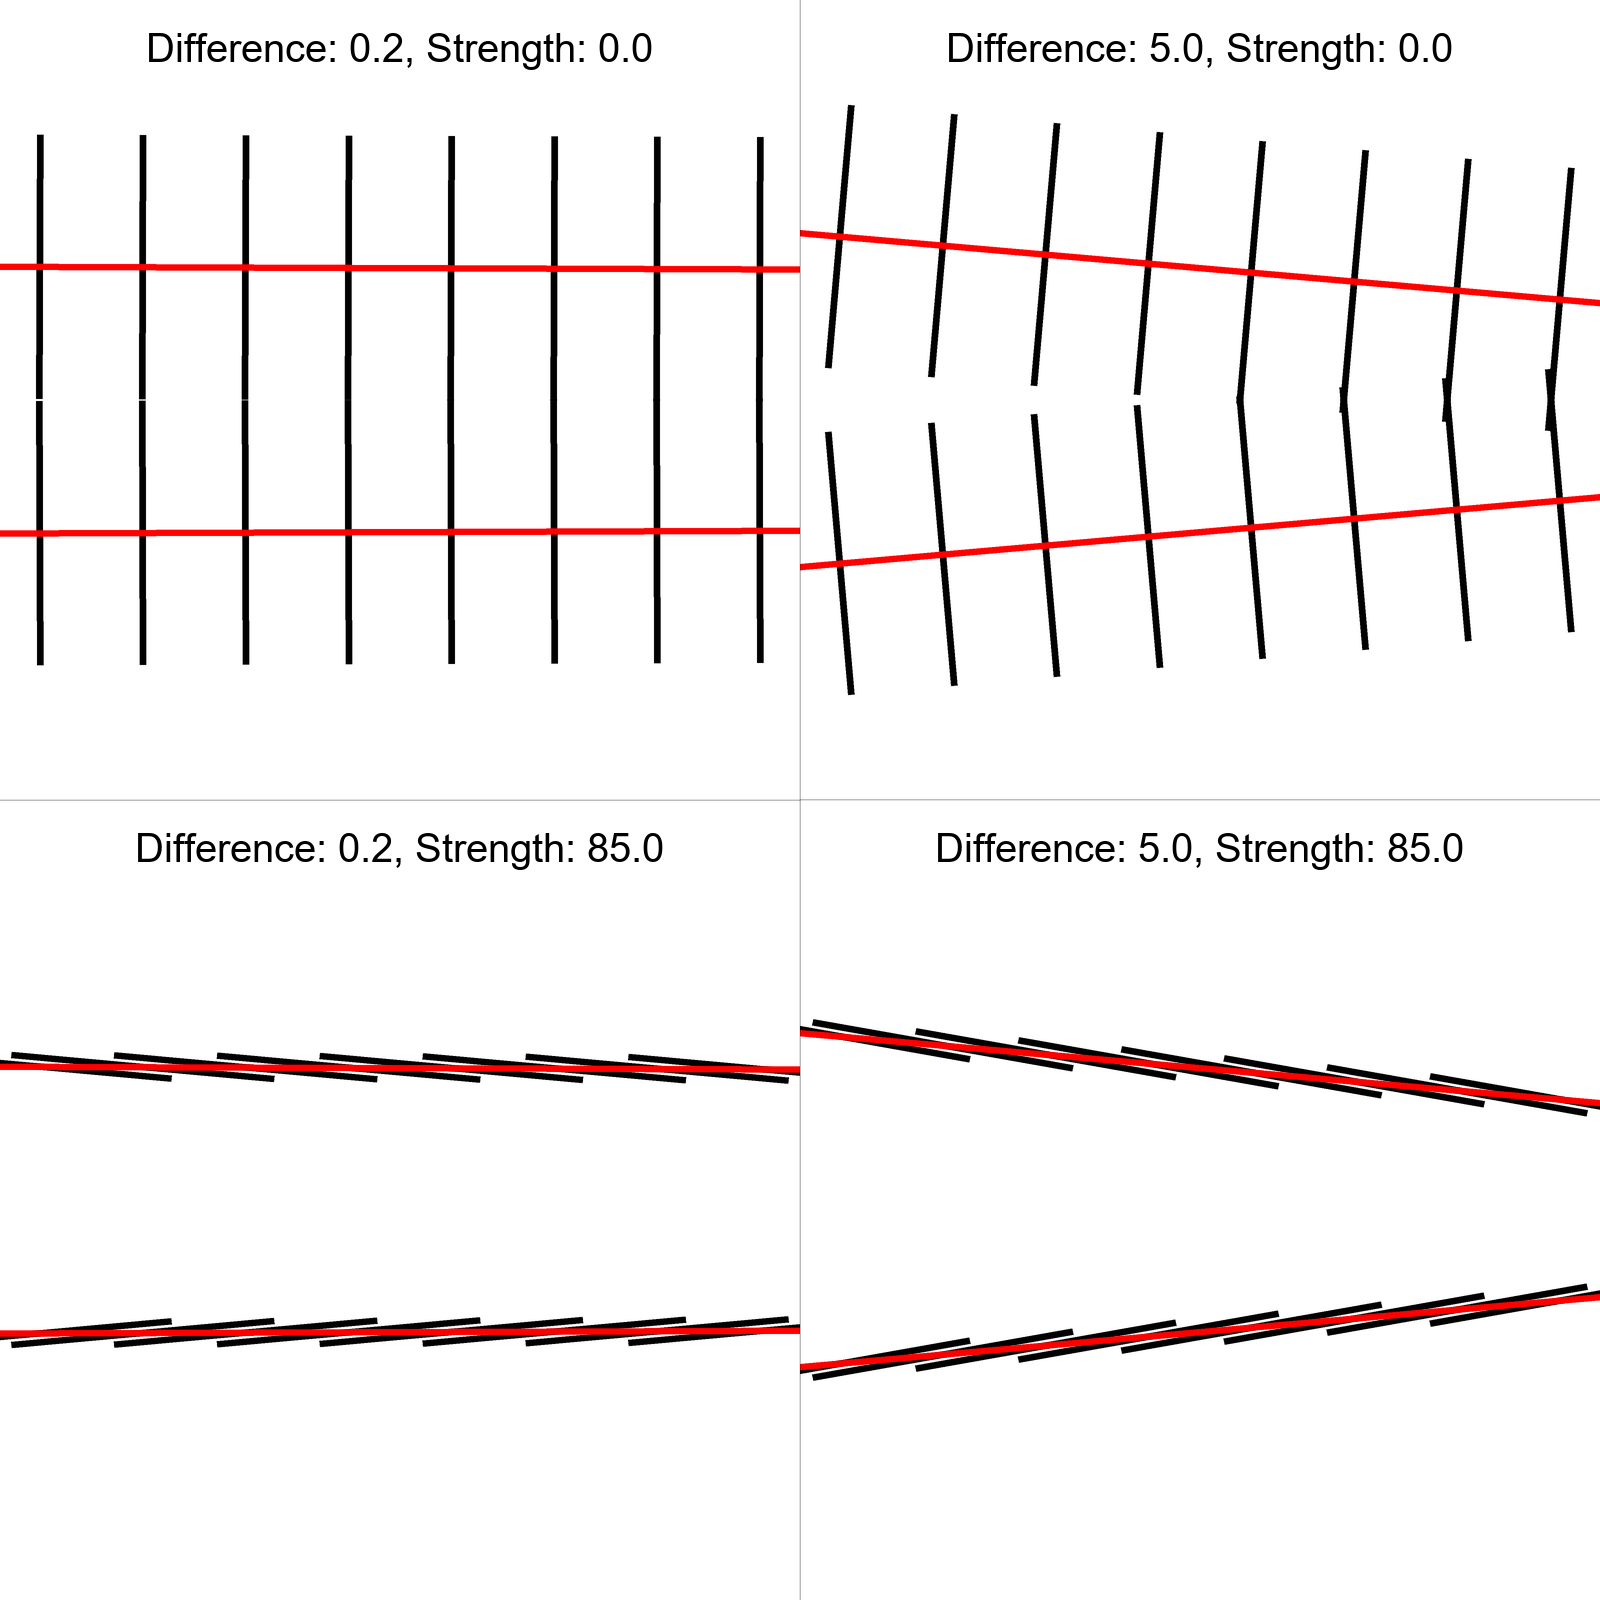 Difference: 0.2, Strength: 0.0
Difference: 5.0, Strength: 0.0
Difference: 0.2, Strength: 85.0
Difference: 5.0, Strength: 85.0